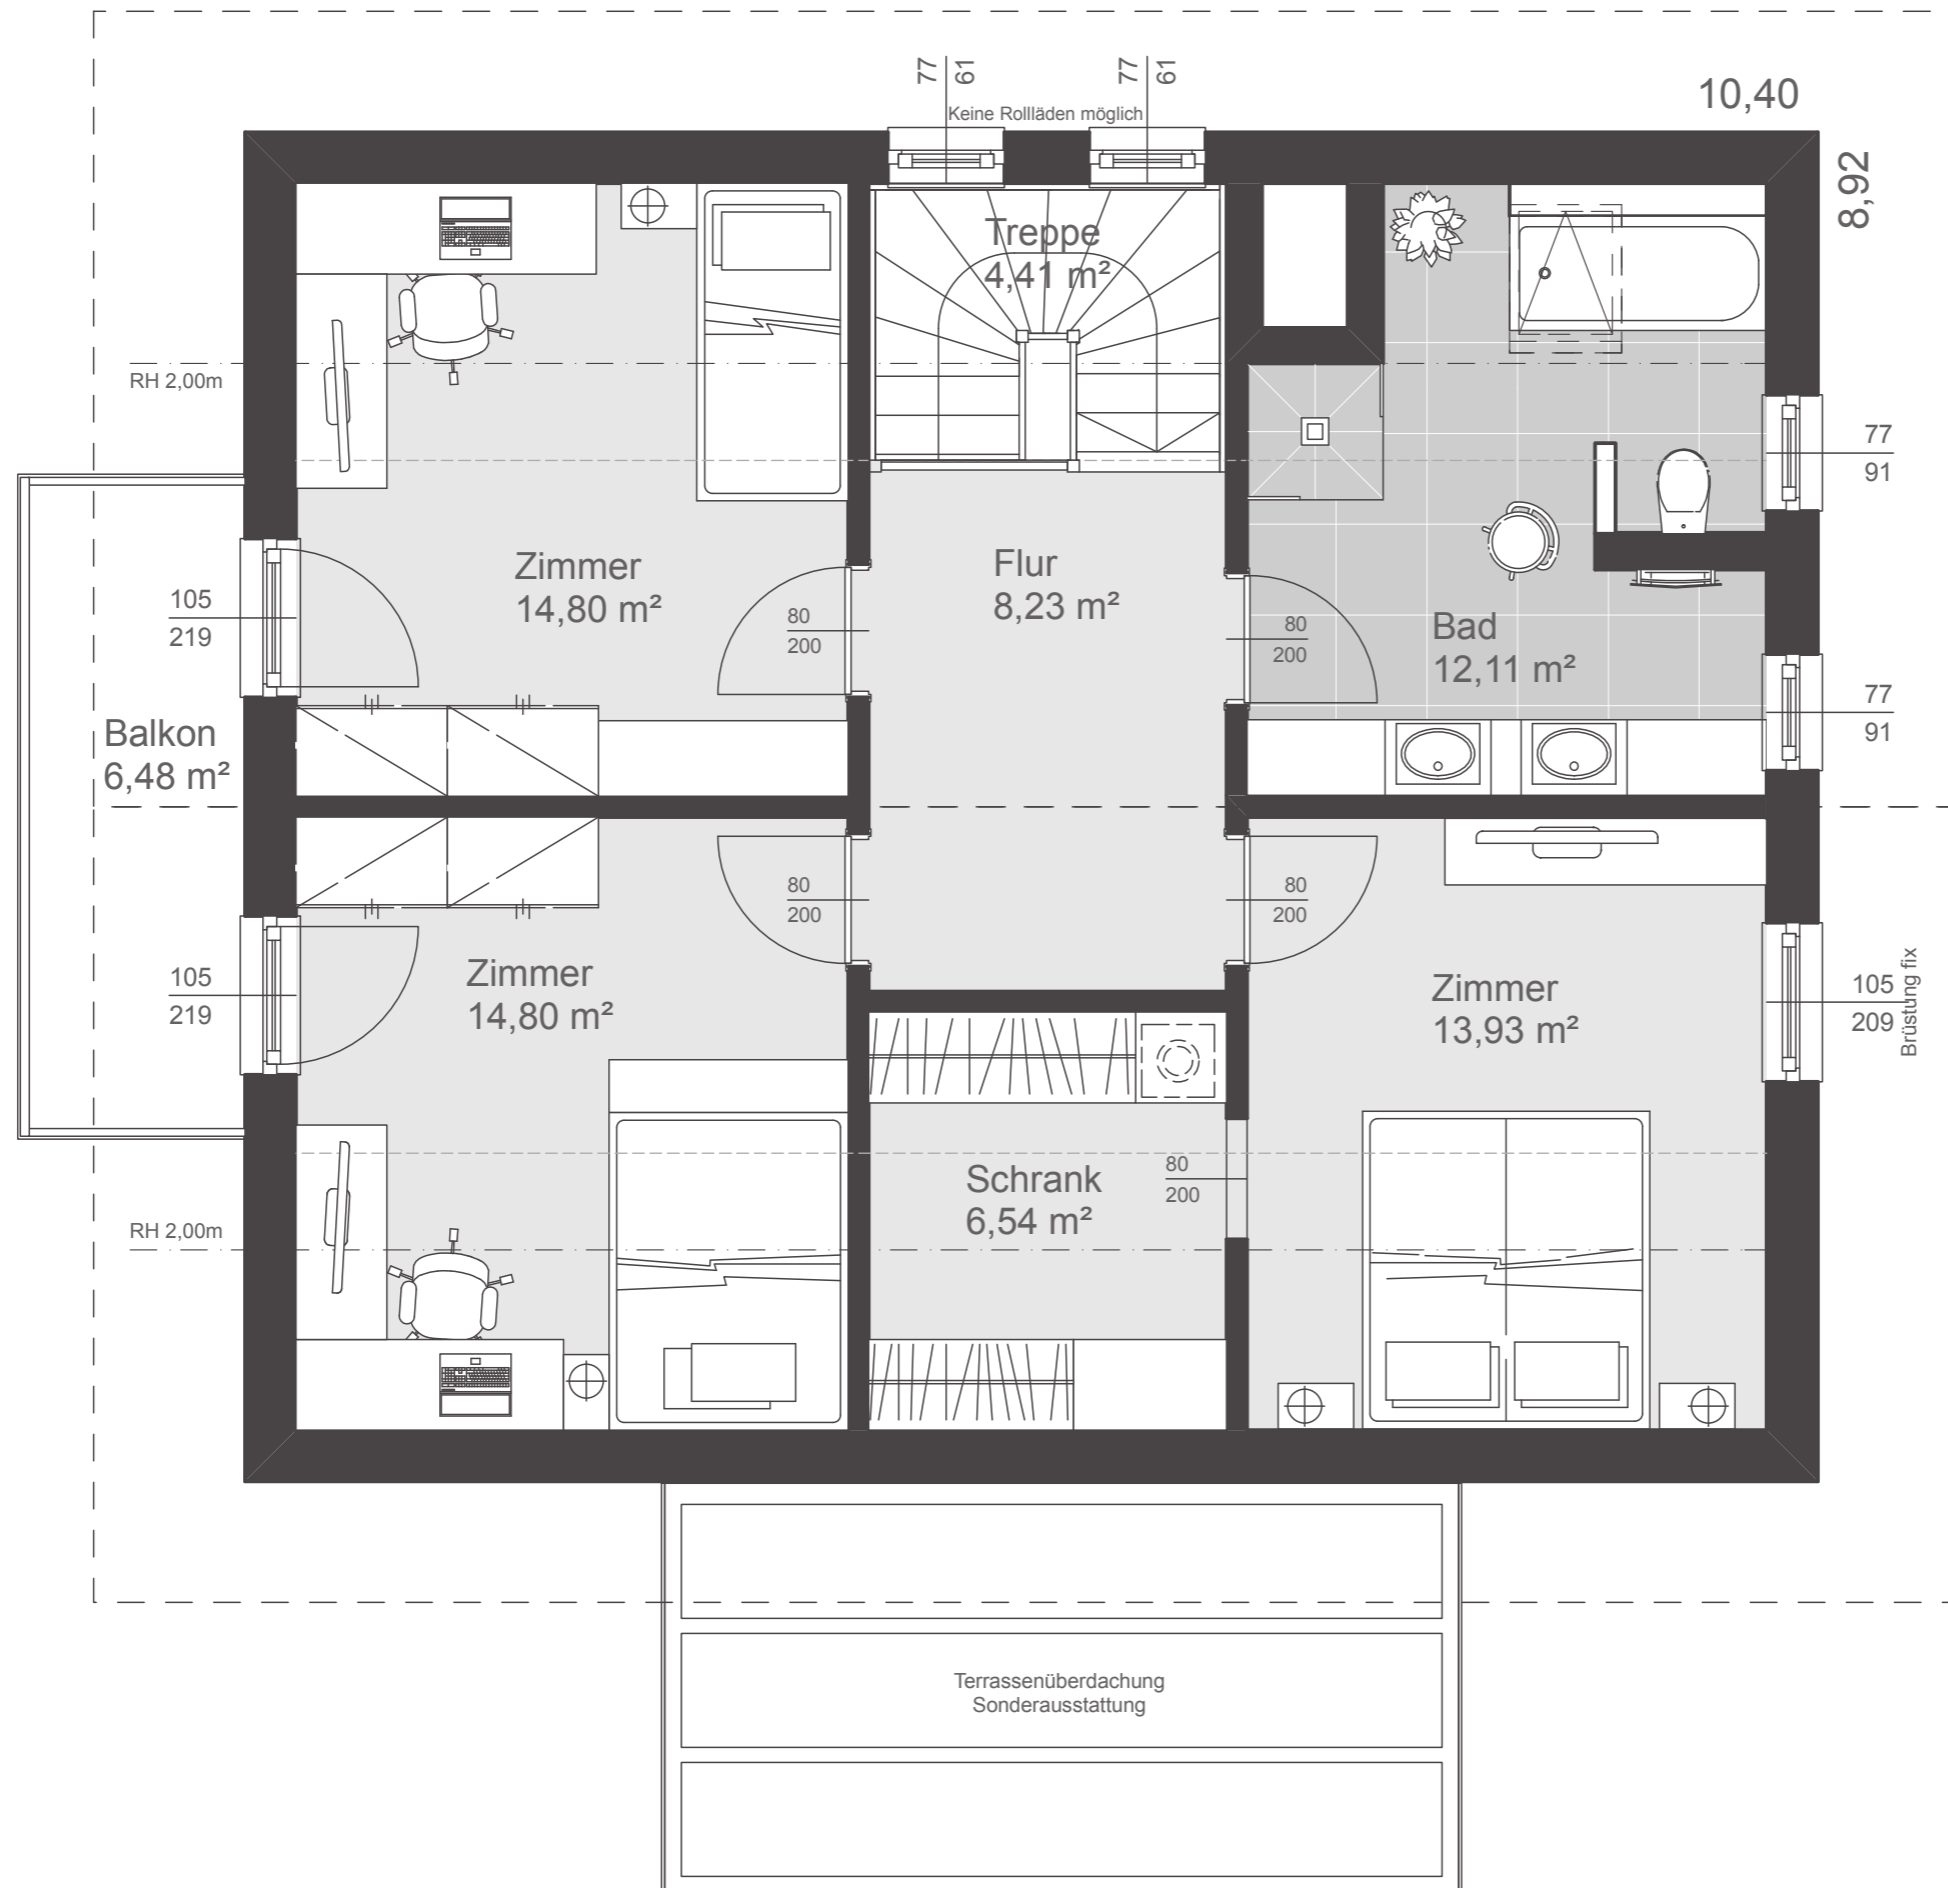 77
61
77
61
Keine Rollläden möglich
10,40
8,92
Treppe
4,41 m²
RH 2,00m
77
91
Zimmer
14,80 m²
Flur
8,23 m²
105
219
80
200
80
200
Bad
12,11 m²
77
91
Balkon
6,48 m²
80
200
80
200
Zimmer
14,80 m²
105
219
Zimmer
13,93 m²
105
209
Brüstung fix
Schrank
6,54 m²
80
200
RH 2,00m
Terrassenüberdachung
Sonderausstattung